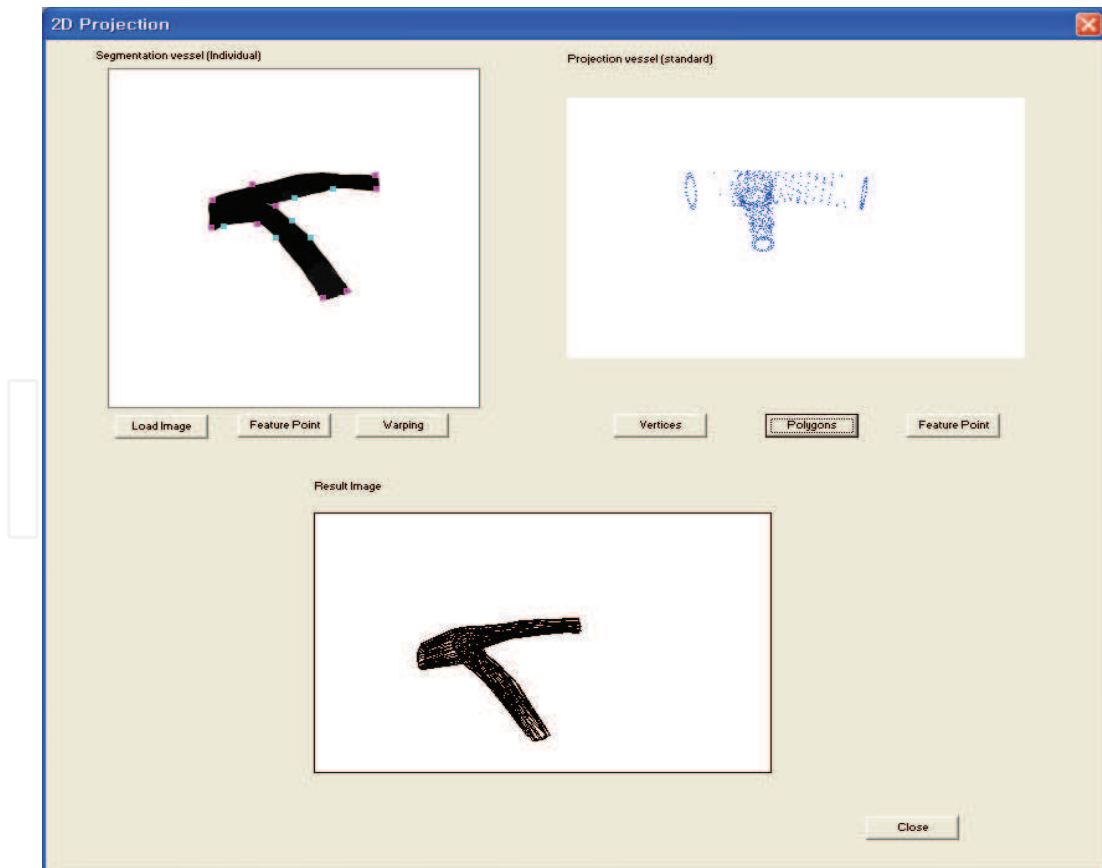 2D Projection
Segmentation vessel (Individual)
Projection vessel (standard)
Load Image
Feature Point
Warping
Vertices
Polygons
Feature Point
Result Image
Close